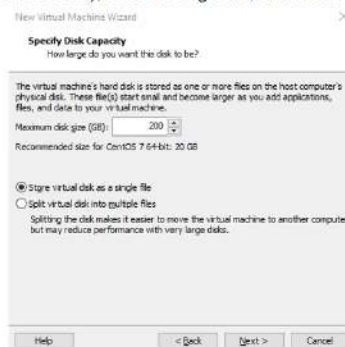 New Virtual Machine Wizard
Specify Disk Capacity
How large do you want this disk to be?
The virtual machine's hard disk is stored as one or more files on the host computer's
physical disk. These file(s) start small and become larger as you add applications,
files, and data to your virtual machine.
Maximum disk size (GB): 200
Recommended size for CentOS 7 64-bit: 20 GB
Store virtual disk as a single file
Split virtual disk into multiple files
Splitting the disk makes it easier to move the virtual machine to another compute
but may reduce performance with very large disks.
Help < Back Next > Cancel